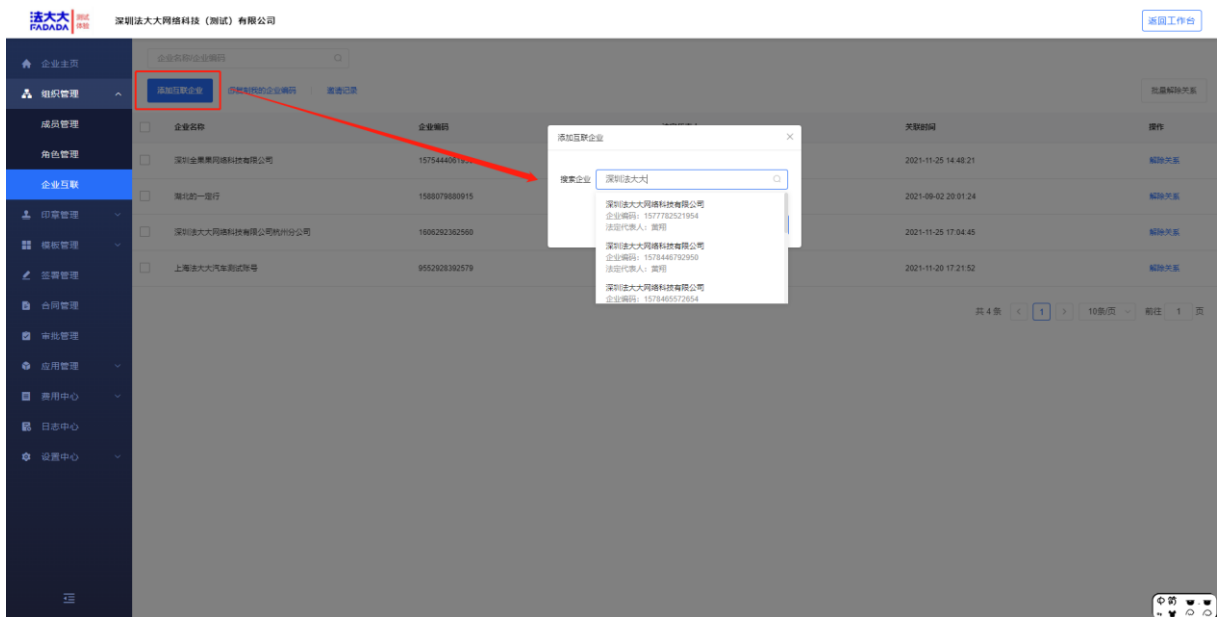 法大大
FADADA
测试
体验
深圳法大大网络科技（测试）有限公司
返回工作台
企业主页
组织管理
成员管理
角色管理
企业互联
印章管理
模板管理
签署管理
合同管理
审批管理
应用管理
费用中心
日志中心
设置中心
企业名称/企业编码
添加互联企业
复制我的企业编码
邀请记录
批量解除关系
企业名称 企业编码 关联时间 操作
深圳全果果网络科技有限公司 2021-11-25 14:48:21 解除关系
湖北的一定行 1588079880915 2021-09-02 20:01:24 解除关系
深圳法大大网络科技有限公司杭州分公司 1606292362560 2021-11-25 17:04:45 解除关系
上海法大大汽车测试账号 9552928392579 2021-11-20 17:21:52 解除关系
添加互联企业
搜索企业 深圳法大大
深圳法大大网络科技有限公司
企业编码：1577782521954
法定代表人：黄翔
深圳法大大网络科技有限公司
企业编码：1578446792950
法定代表人：黄翔
深圳法大大网络科技有限公司
企业编码：1578465572654
共 4 条 1 10条/页 前往 1 页
中 简